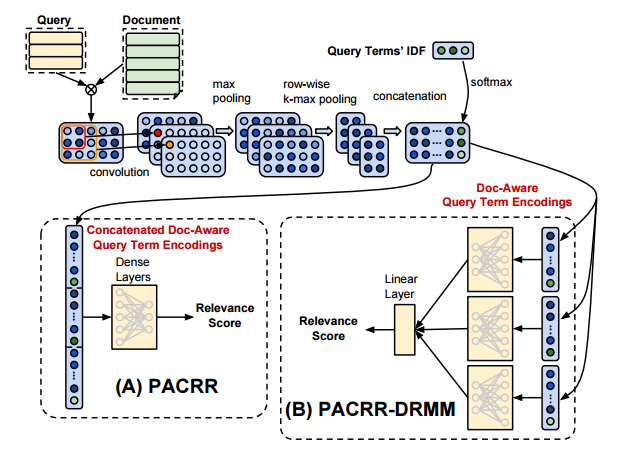 Query
Document
Query Terms' IDF
softmax
max
pooling
row-wise
k-max pooling
concatenation
convolution
Doc-Aware
Query Term Encodings
Concatenated Doc-Aware
Query Term Encodings
Dense
Layers
Relevance
Score
(A) PACRR
Linear
Layer
Relevance
Score
(B) PACRR-DRMM